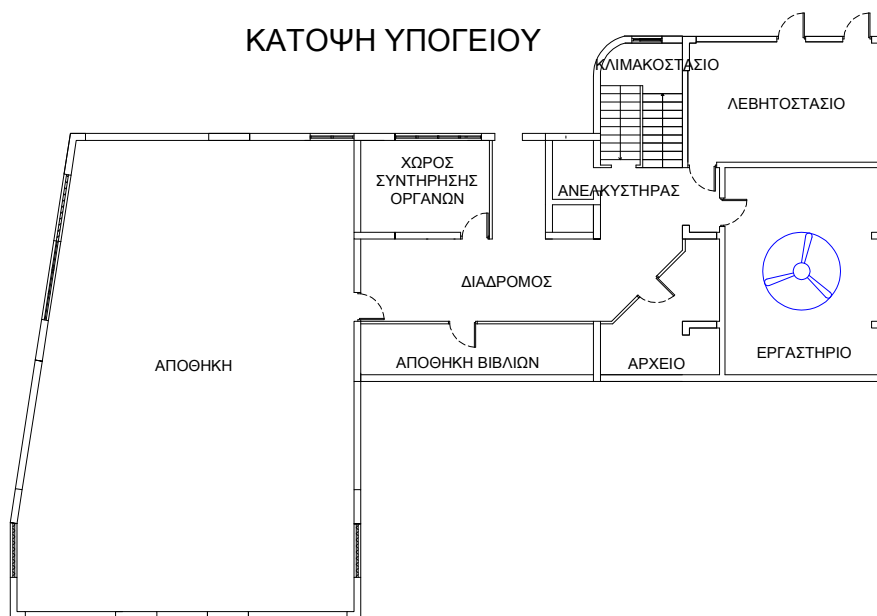 ΚΑΤΟΨΗ ΥΠΟΓΕΙΟΥ
ΚΛΙΜΑΚΟΣΤΑΣΙΟ
ΛΕΒΗΤΟΣΤΑΣΙΟ
ΧΩΡΟΣ
ΣΥΝΤΗΡΗΣΗΣ
ΟΡΓΑΝΩΝ
ΑΝΕΛΚΥΣΤΗΡΑΣ
ΔΙΑΔΡΟΜΟΣ
ΑΠΟΘΗΚΗ
ΑΠΟΘΗΚΗ ΒΙΒΛΙΩΝ
ΑΡΧΕΙΟ
ΕΡΓΑΣΤΗΡΙΟ